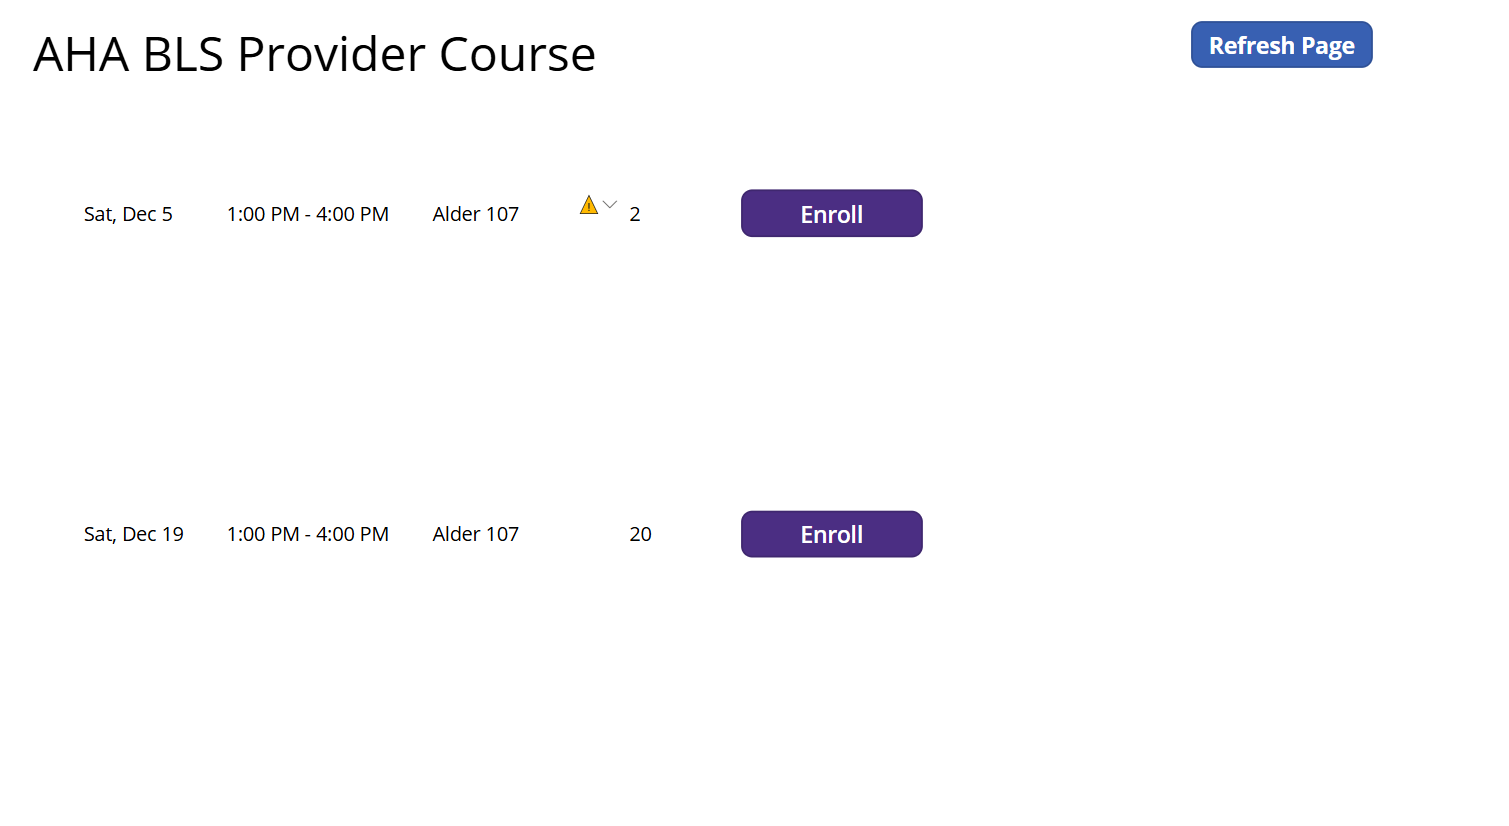 AHA BLS Provider Course
Refresh Page
Sat, Dec 5 1:00 PM - 4:00 PM Alder 107 2 Enroll
Sat, Dec 19 1:00 PM - 4:00 PM Alder 107 20 Enroll